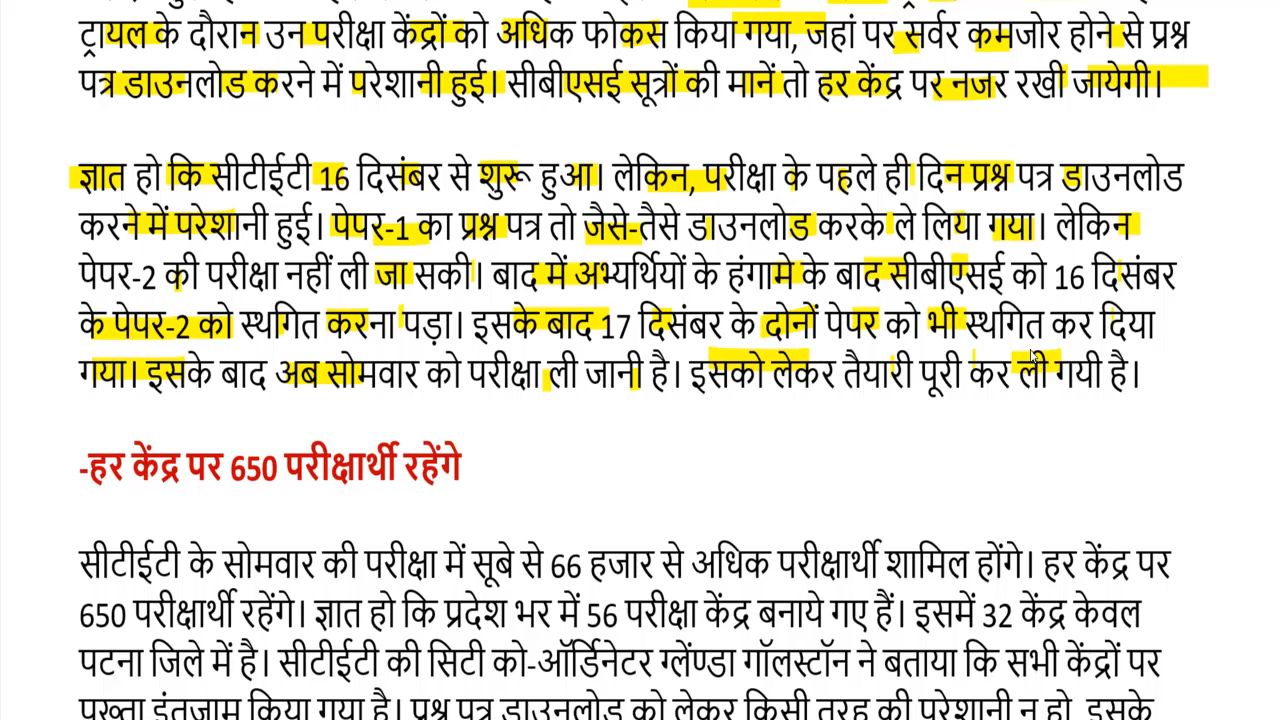 ट्रायल के दौरान उन परीक्षा केंद्रों को अधिक फोकस किया गया, जहां पर सर्वर कमजोर होने से प्रश्न
पत्र डाउनलोड करने में परेशानी हुई। सीबीएसई सूत्रों की मानें तो हर केंद्र पर नजर रखी जायेगी।
ज्ञात हो कि सीटीईटी 16 दिसंबर से शुरू हुआ। लेकिन, परीक्षा के पहले ही दिन प्रश्न पत्र डाउनलोड
करने में परेशानी हुई। पेपर-1 का प्रश्न पत्र तो जैसे-तैसे डाउनलोड करके ले लिया गया। लेकिन
पेपर-2 की परीक्षा नहीं ली जा सकी। बाद में अभ्यर्थियों के हंगामे के बाद सीबीएसई को 16 दिसंबर
के पेपर-2 को स्थगित करना पड़ा। इसके बाद 17 दिसंबर के दोनों पेपर को भी स्थगित कर दिया
गया। इसके बाद अब सोमवार को परीक्षा ली जानी है। इसको लेकर तैयारी पूरी कर ली गयी है।
-हर केंद्र पर 650 परीक्षार्थी रहेंगे
सीटीईटी के सोमवार की परीक्षा में सूबे से 66 हजार से अधिक परीक्षार्थी शामिल होंगे। हर केंद्र पर
650 परीक्षार्थी रहेंगे। ज्ञात हो कि प्रदेश भर में 56 परीक्षा केंद्र बनाये गए हैं। इसमें 32 केंद्र केवल
पटना जिले में है। सीटीईटी की सिटी को-ऑर्डिनेटर ग्लेंण्डा गॉलस्टॉन ने बताया कि सभी केंद्रों पर
पुख्ता इंतजाम किया गया है। प्रश्न पत्र डाउनलोड को लेकर किसी तरह की परेशानी न हो, इसके